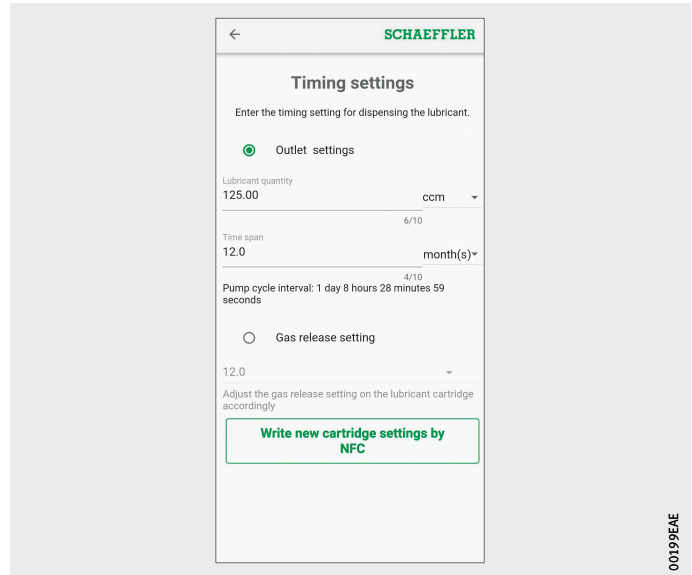 SCHAEFFLER
Timing settings
Enter the timing setting for dispensing the lubricant.
Outlet settings
Lubricant quantity
125.00
ccm
6/10
Time span
12.0
month(s)
4/10
Pump cycle interval: 1 day 8 hours 28 minutes 59
seconds
Gas release setting
12.0
Adjust the gas release setting on the lubricant cartridge
accordingly
Write new cartridge settings by
NFC
00199EAE